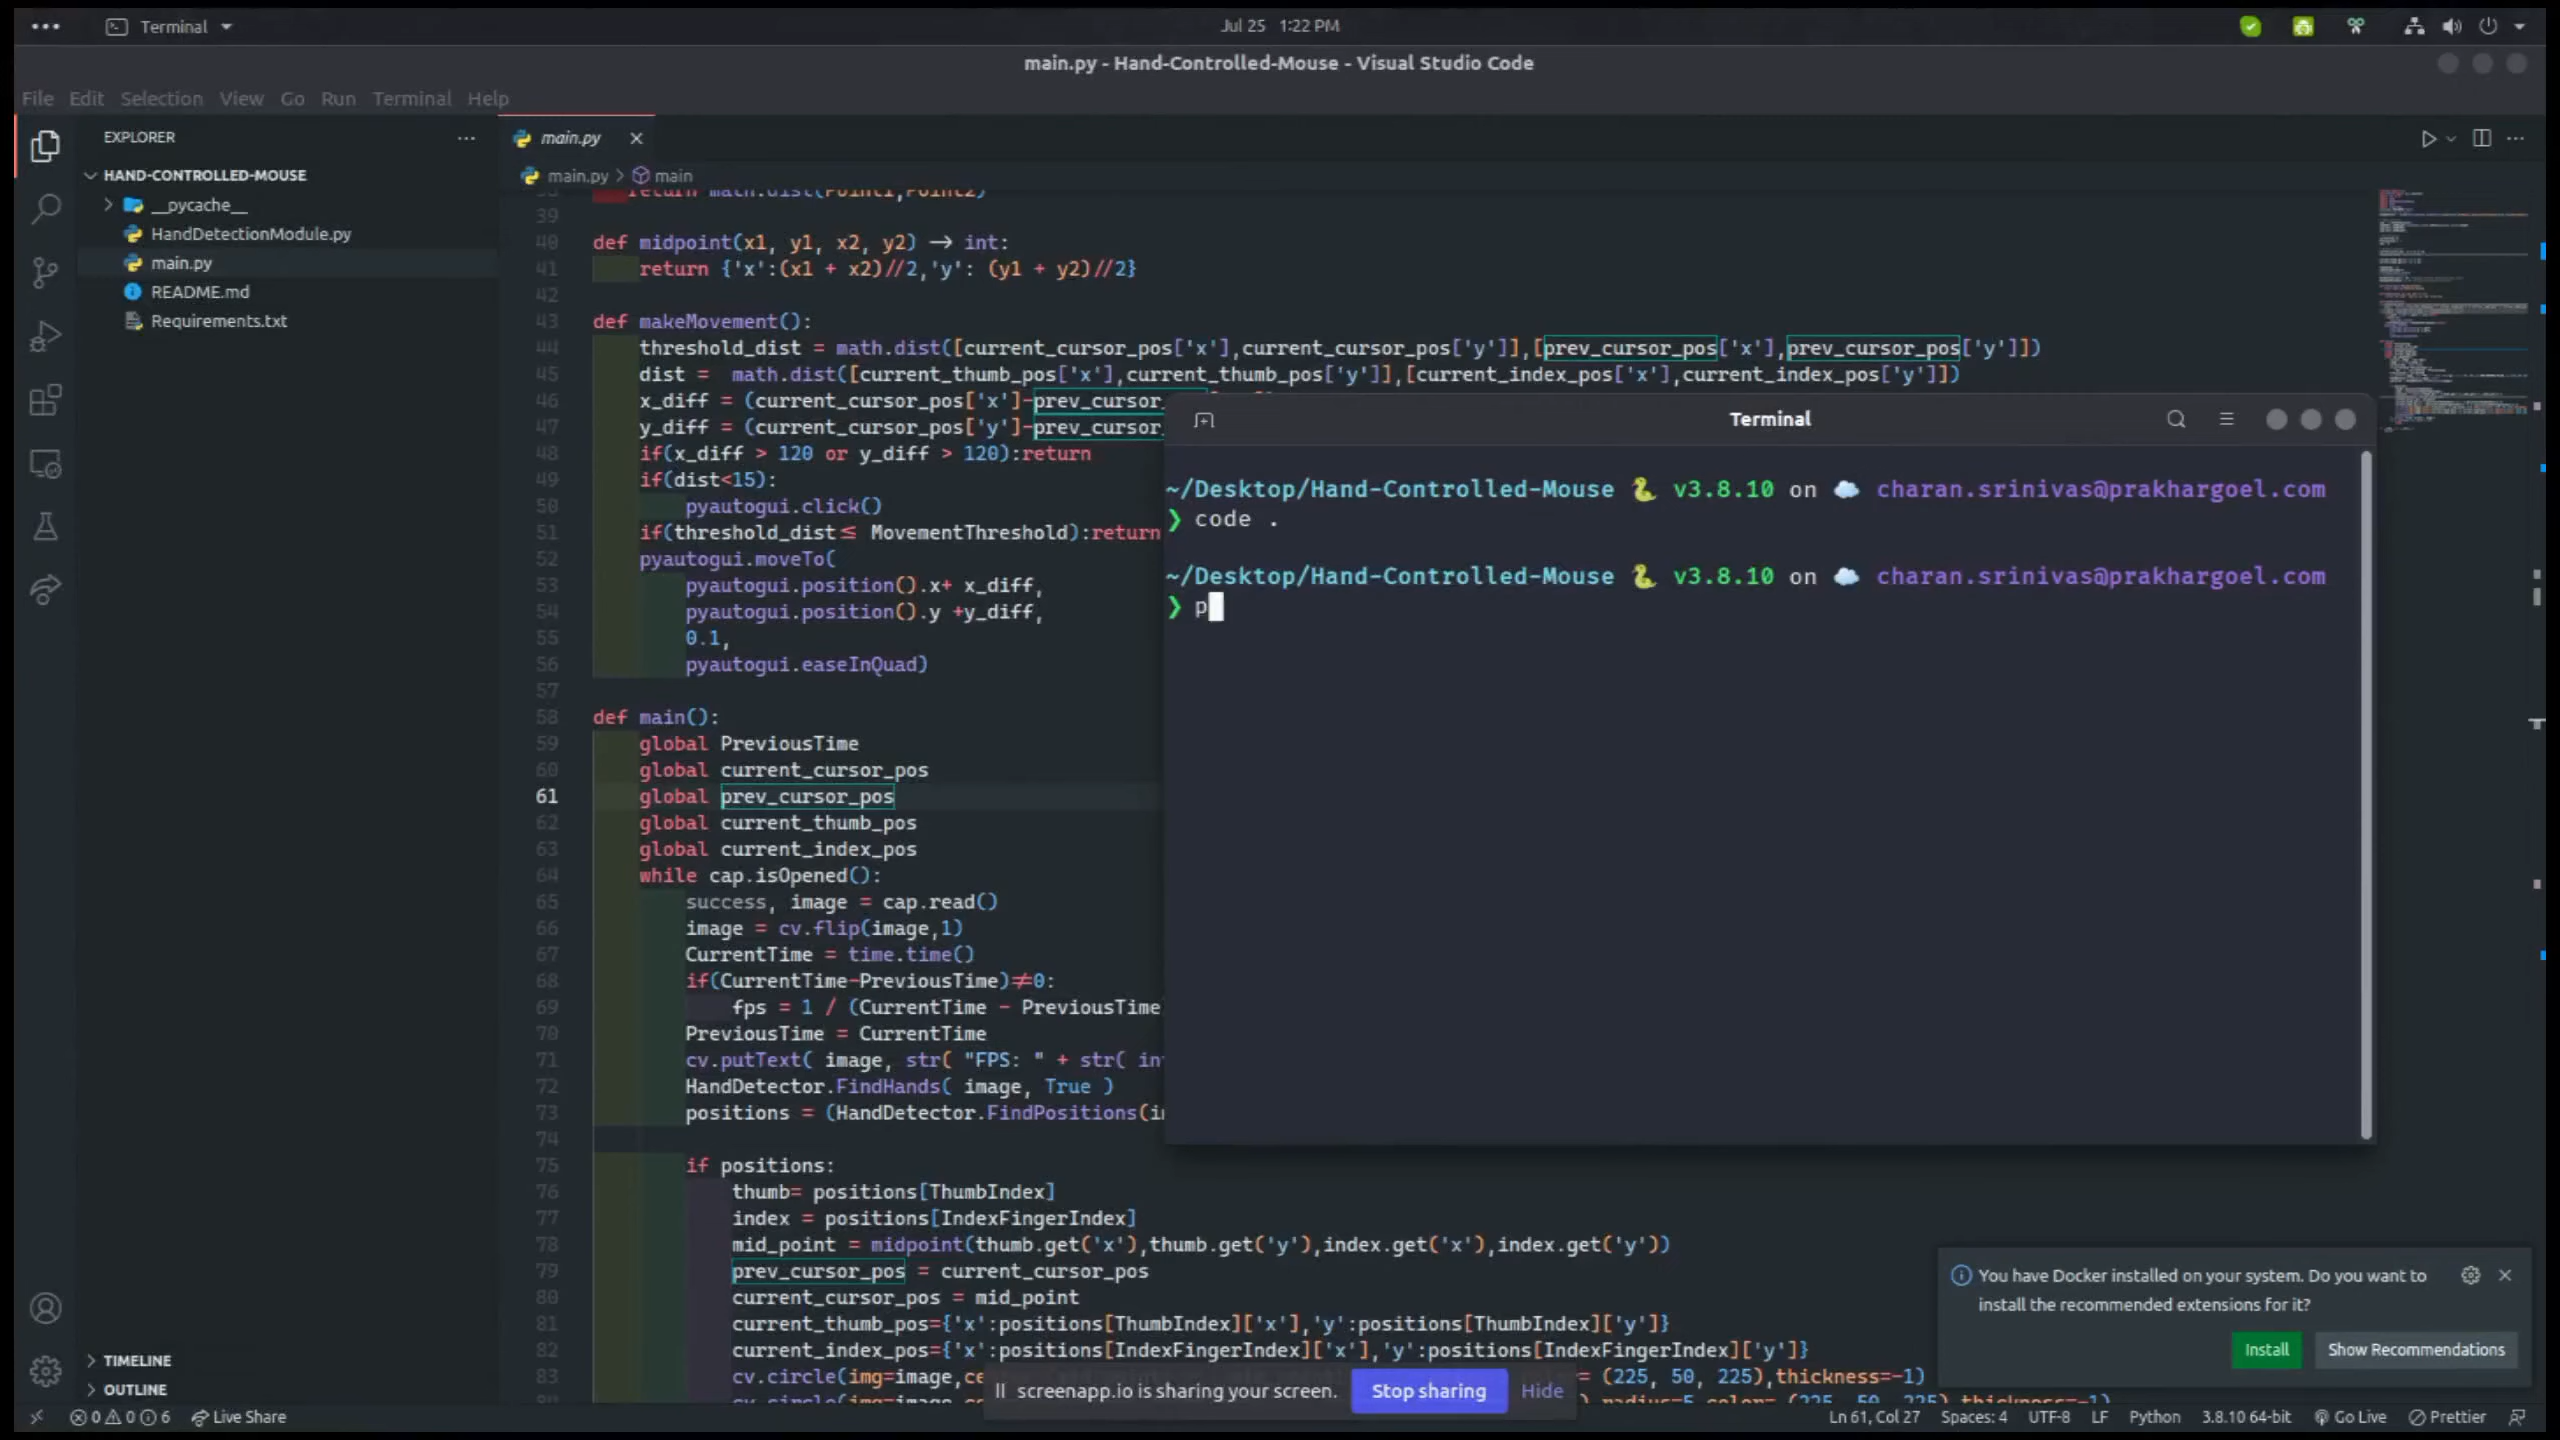 Terminal
Jul 25 1:22 PM
main.py - Hand-Controlled-Mouse - Visual Studio Code
File Edit Selection View Go Run Terminal Help
EXPLORER
HAND-CONTROLLED-MOUSE
__pycache__
HandDetectionModule.py
main.py
README.md
Requirements.txt
TIMELINE
OUTLINE
main.py
main.py > main
return math.dist(Point1,Point2)
39
40 def midpoint(x1, y1, x2, y2) → int:
41 return {'x':(x1 + x2)//2,'y': (y1 + y2)//2}
42
43 def makeMovement():
44 threshold_dist = math.dist([current_cursor_pos['x'],current_cursor_pos['y']],[prev_cursor_pos['x'],prev_cursor_pos['y']])
45 dist = math.dist([current_thumb_pos['x'],current_thumb_pos['y']],[current_index_pos['x'],current_index_pos['y']])
46 x_diff = (current_cursor_pos['x']-prev_cursor_
47 y_diff = (current_cursor_pos['y']-prev_cursor_
48 if(x_diff > 120 or y_diff > 120):return
49 if(dist<15):
50 pyautogui.click()
51 if(threshold_dist≤ MovementThreshold):return
52 pyautogui.moveTo(
53 pyautogui.position().x+ x_diff,
54 pyautogui.position().y +y_diff,
55 0.1,
56 pyautogui.easeInQuad)
57
58 def main():
59 global PreviousTime
60 global current_cursor_pos
61 global prev_cursor_pos
62 global current_thumb_pos
63 global current_index_pos
64 while cap.isOpened():
65 success, image = cap.read()
66 image = cv.flip(image,1)
67 CurrentTime = time.time()
68 if(CurrentTime-PreviousTime)≠0:
69 fps = 1 / (CurrentTime - PreviousTime
70 PreviousTime = CurrentTime
71 cv.putText( image, str( "FPS: " + str( in
72 HandDetector.FindHands( image, True )
73 positions = (HandDetector.FindPositions(i
74
75 if positions:
76 thumb= positions[ThumbIndex]
77 index = positions[IndexFingerIndex]
78 mid_point = midpoint(thumb.get('x'),thumb.get('y'),index.get('x'),index.get('y'))
79 prev_cursor_pos = current_cursor_pos
80 current_cursor_pos = mid_point
81 current_thumb_pos={'x':positions[ThumbIndex]['x'],'y':positions[ThumbIndex]['y']}
82 current_index_pos={'x':positions[IndexFingerIndex]['x'],'y':positions[IndexFingerIndex]['y']}
83 cv.circle(img=image,ce = (225, 50, 225),thickness=-1)
Terminal
~/Desktop/Hand-Controlled-Mouse 🐍 v3.8.10 on ☁️ charan.srinivas@prakhargoel.com
❯ code .
~/Desktop/Hand-Controlled-Mouse 🐍 v3.8.10 on ☁️ charan.srinivas@prakhargoel.com
❯ p
You have Docker installed on your system. Do you want to
install the recommended extensions for it?
Install Show Recommendations
screenapp.io is sharing your screen. Stop sharing Hide
0 0 6 Live Share
Ln 61, Col 27 Spaces: 4 UTF-8 LF Python 3.8.10 64-bit Go Live Prettier